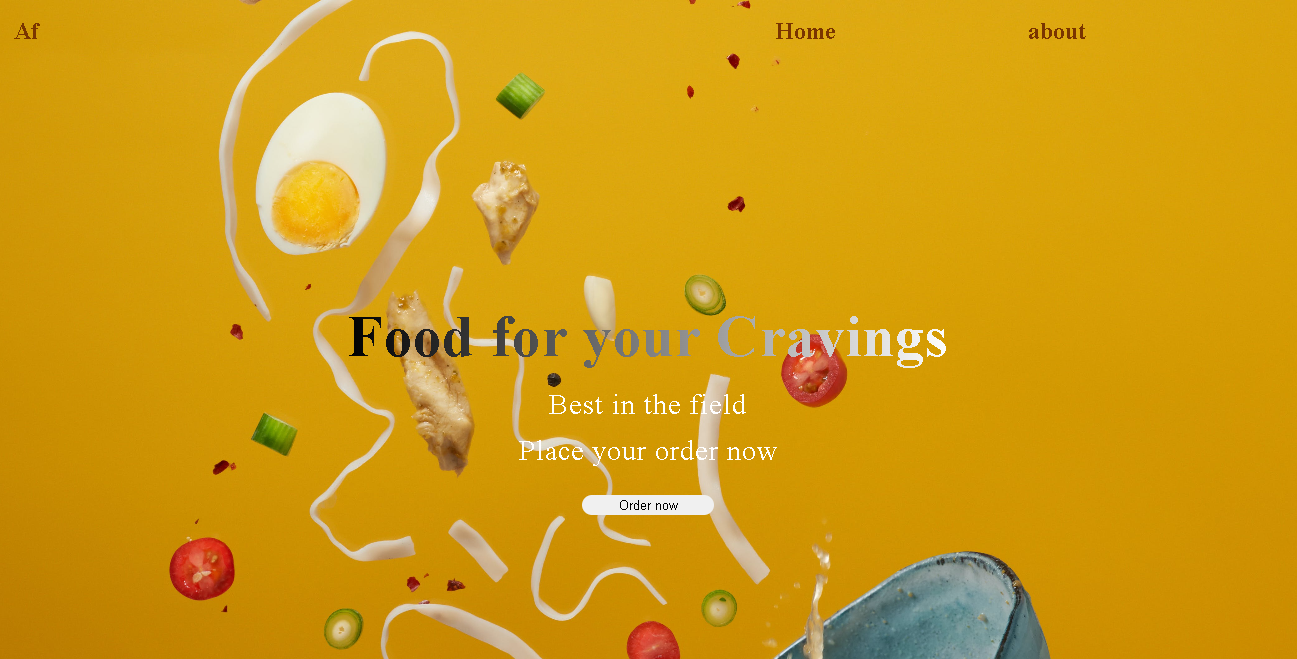 Af
Home
about
Food for your Cravings
Best in the field
Place your order now
Order now